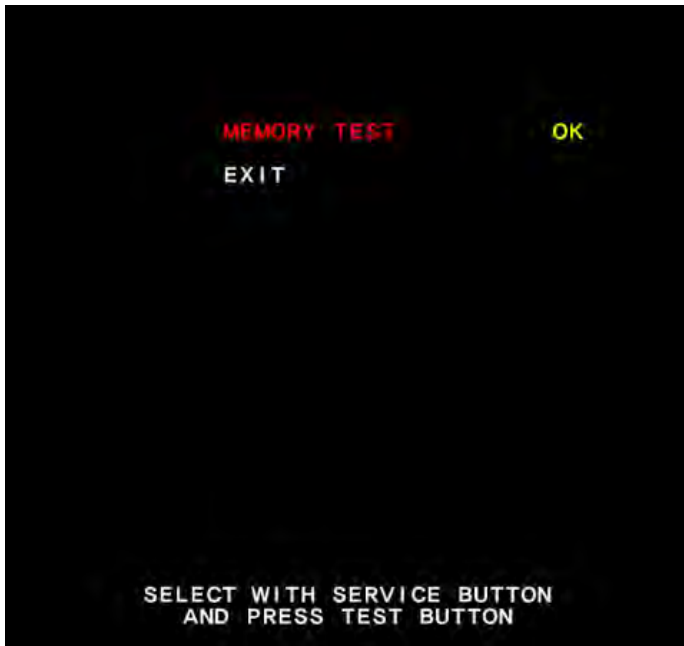 MEMORY TEST OK
EXIT
SELECT WITH SERVICE BUTTON
AND PRESS TEST BUTTON